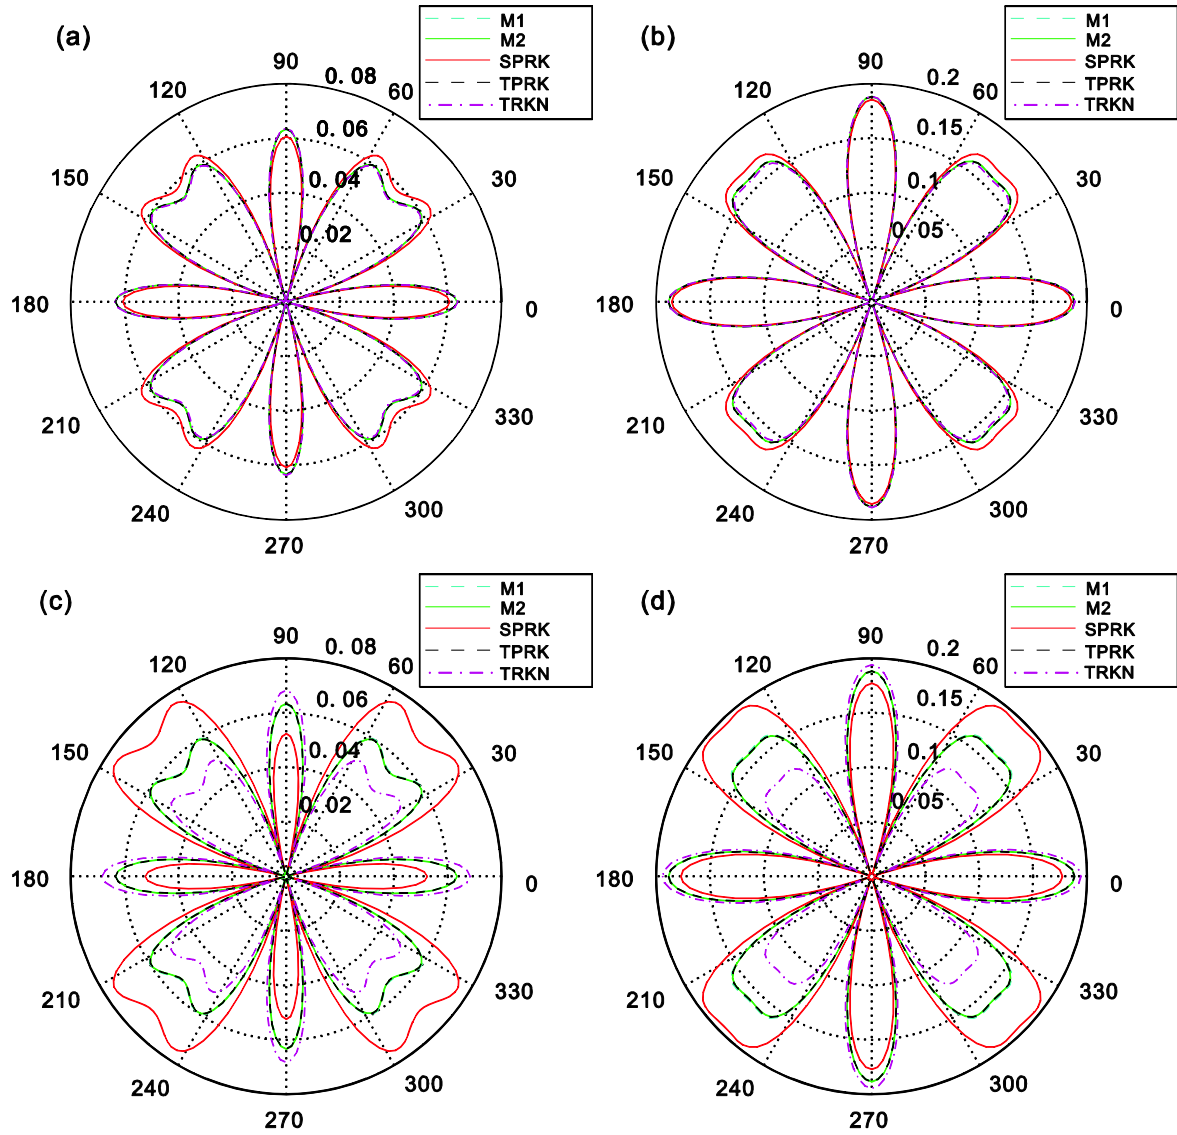 (a)
M1
M2
SPRK
TPRK
TRKN
90
0. 08
60
120
0. 06
150
0. 04
30
0. 02
180
0
210
330
240
300
270
(b)
M1
M2
SPRK
TPRK
TRKN
90
0. 2
60
120
0. 15
150
0. 1
30
0. 05
180
0
210
330
240
300
270
(c)
M1
M2
SPRK
TPRK
TRKN
90
0. 08
60
120
0. 06
150
0. 04
30
0. 02
180
0
210
330
240
300
270
(d)
M1
M2
SPRK
TPRK
TRKN
90
0. 2
60
120
0. 15
150
0. 1
30
0. 05
180
0
210
330
240
300
270